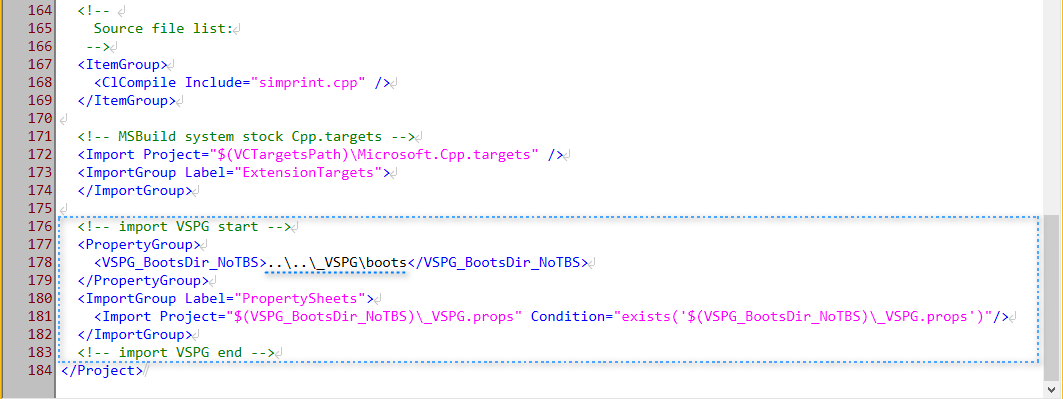 164   <!-- 
165     Source file list:
166    -->
167   <ItemGroup>
168     <ClCompile Include="simprint.cpp" />
169   </ItemGroup>
170
171   <!-- MSBuild system stock Cpp.targets -->
172   <Import Project="$(VCTargetsPath)\Microsoft.Cpp.targets" />
173   <ImportGroup Label="ExtensionTargets">
174   </ImportGroup>
175
176   <!-- import VSPG start -->
177   <PropertyGroup>
178     <VSPG_BootsDir_NoTBS>..\..\_VSPG\boots</VSPG_BootsDir_NoTBS>
179   </PropertyGroup>
180   <ImportGroup Label="PropertySheets">
181     <Import Project="$(VSPG_BootsDir_NoTBS)\_VSPG.props" Condition="exists('$(VSPG_BootsDir_NoTBS)\_VSPG.props')"/>
182   </ImportGroup>
183   <!-- import VSPG end -->
184 </Project>